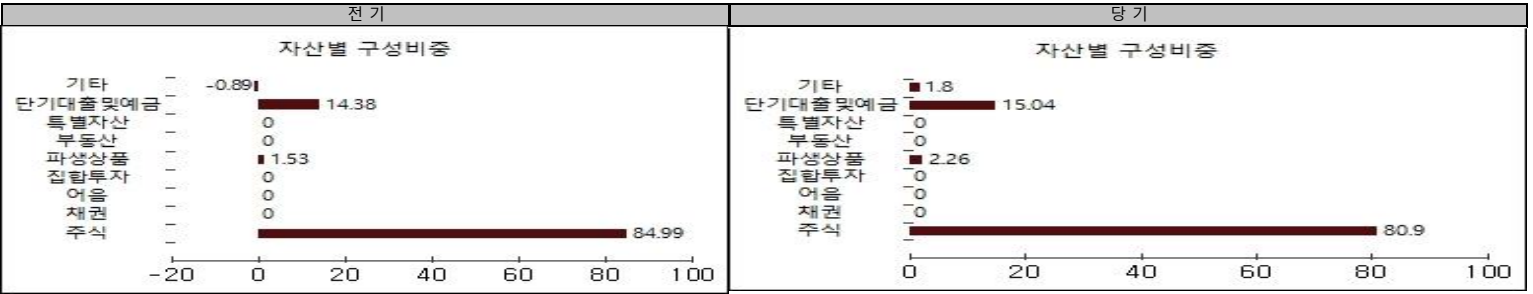 전 기
자산별 구성비중
기타 -0.89
단기대출및예금 14.38
특별자산 0
부동산 0
파생상품 1.53
집합투자 0
어음 0
채권 0
주식 84.99
-20 0 20 40 60 80 100
당 기
자산별 구성비중
기타 1.8
단기대출및예금 15.04
특별자산 0
부동산 0
파생상품 2.26
집합투자 0
어음 0
채권 0
주식 80.9
0 20 40 60 80 100